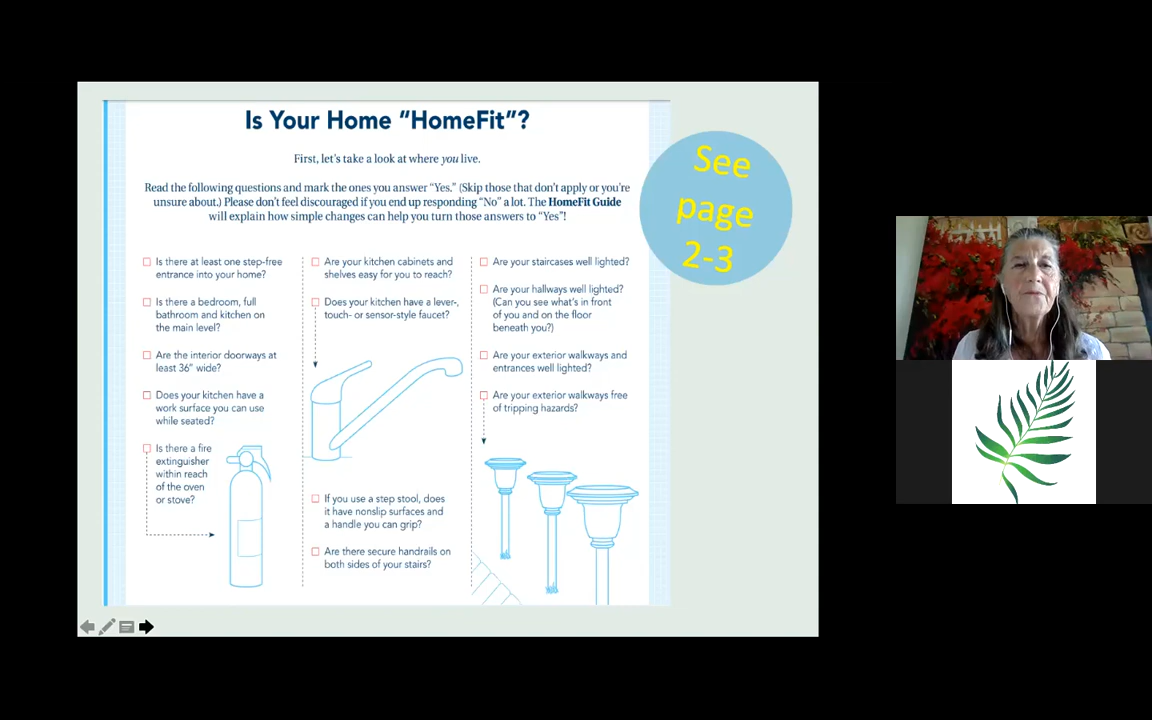 Is Your Home “HomeFit”?
First, let’s take a look at where you live.
Read the following questions and mark the ones you answer “Yes.” (Skip those that don’t apply or you’re
unsure about.) Please don’t feel discouraged if you end up responding “No” a lot. The HomeFit Guide
will explain how simple changes can help you turn those answers to “Yes”!
See
page
2-3
Is there at least one step-free
entrance into your home?
Is there a bedroom, full
bathroom and kitchen on
the main level?
Are the interior doorways at
least 36" wide?
Does your kitchen have a
work surface you can use
while seated?
Is there a fire
extinguisher
within reach
of the oven
or stove?
Are your kitchen cabinets and
shelves easy for you to reach?
Does your kitchen have a lever-,
touch- or sensor-style faucet?
If you use a step stool, does
it have nonslip surfaces and
a handle you can grip?
Are there secure handrails on
both sides of your stairs?
Are your staircases well lighted?
Are your hallways well lighted?
(Can you see what’s in front
of you and on the floor
beneath you?)
Are your exterior walkways and
entrances well lighted?
Are your exterior walkways free
of tripping hazards?